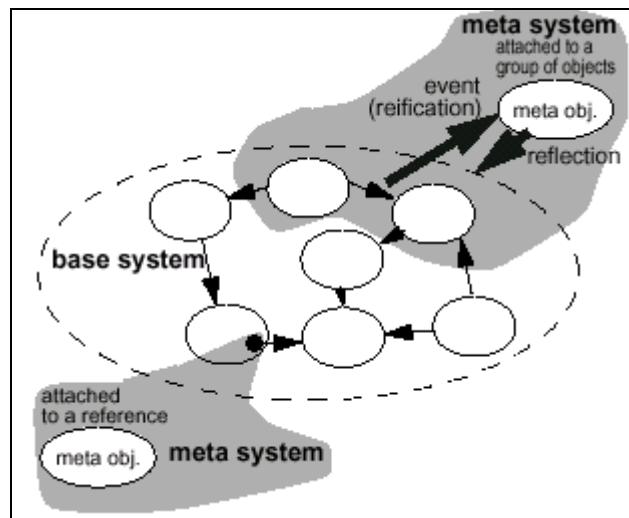 meta system
attached to a
group of objects
event
(reification)
meta obj.
reflection
base system
attached
to a reference
meta obj.
meta system